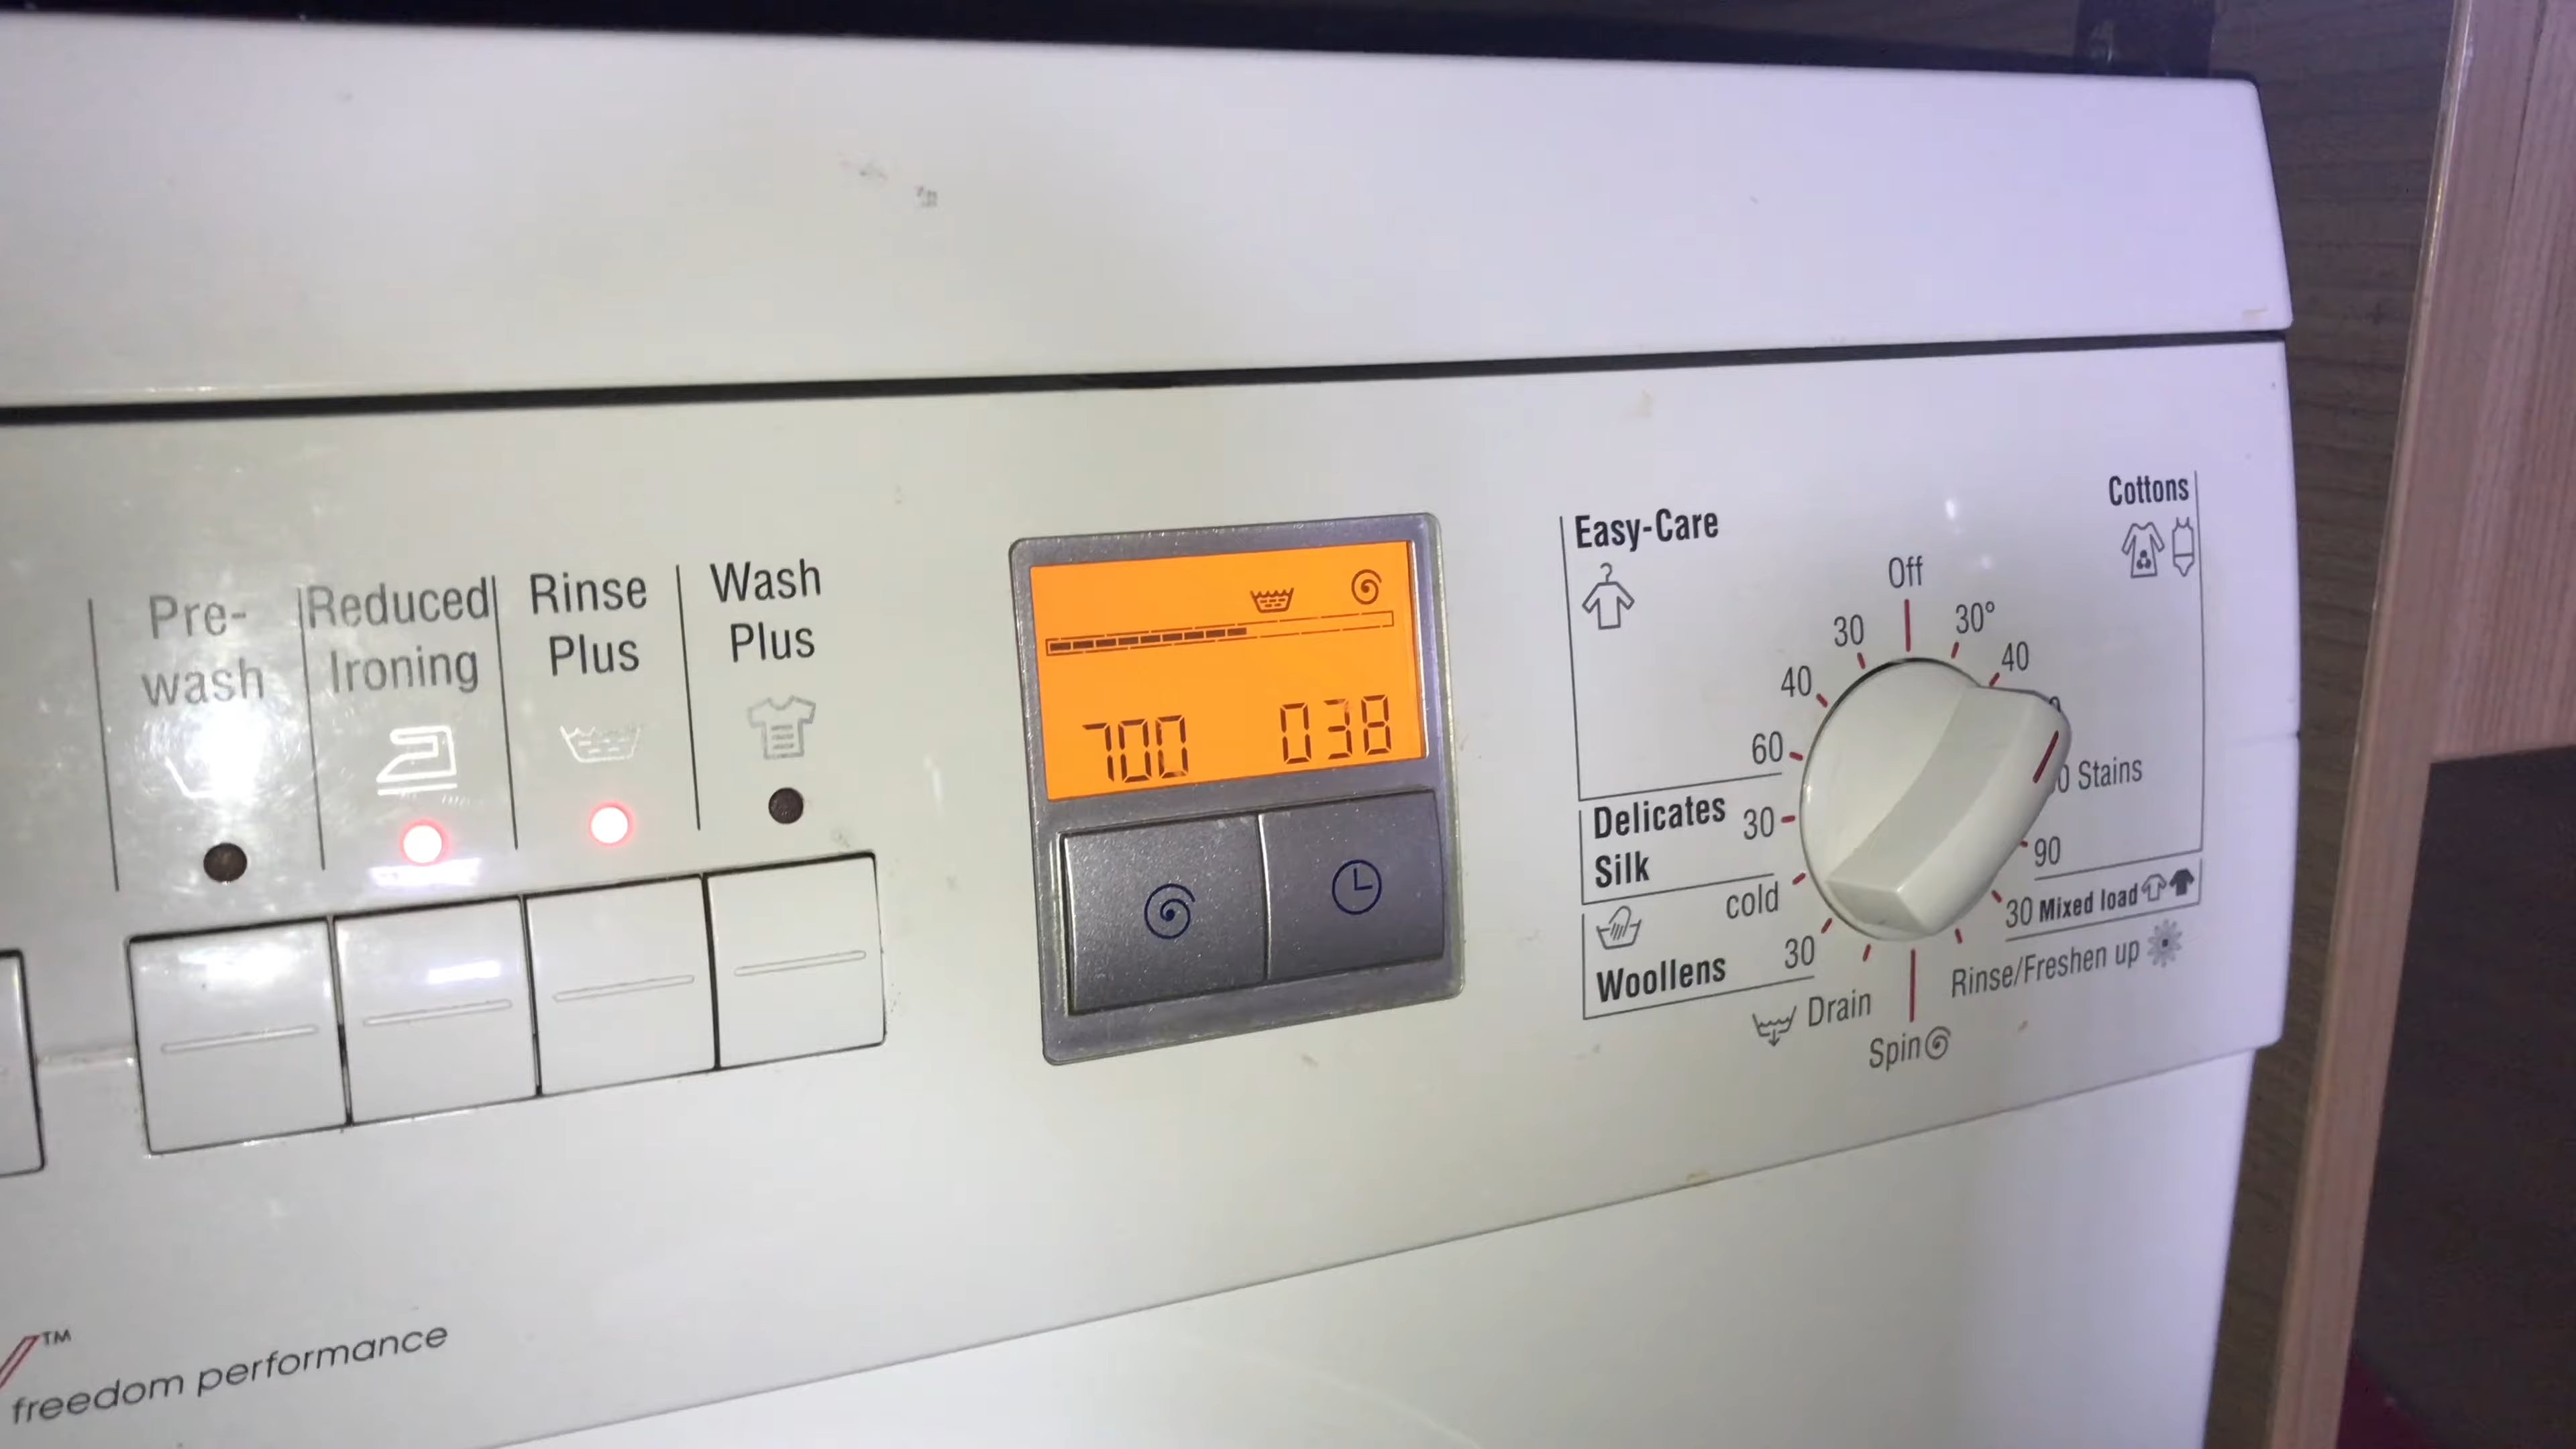 Pre-
wash
Reduced
Ironing
Rinse
Plus
Wash
Plus
700 038
Easy-Care
Cottons
Off
30
30°
40
40
60
Stains
Delicates
Silk
30
90
cold
30 Mixed load
Woollens
30
Rinse/Freshen up
Drain
Spin
TM
freedom performance